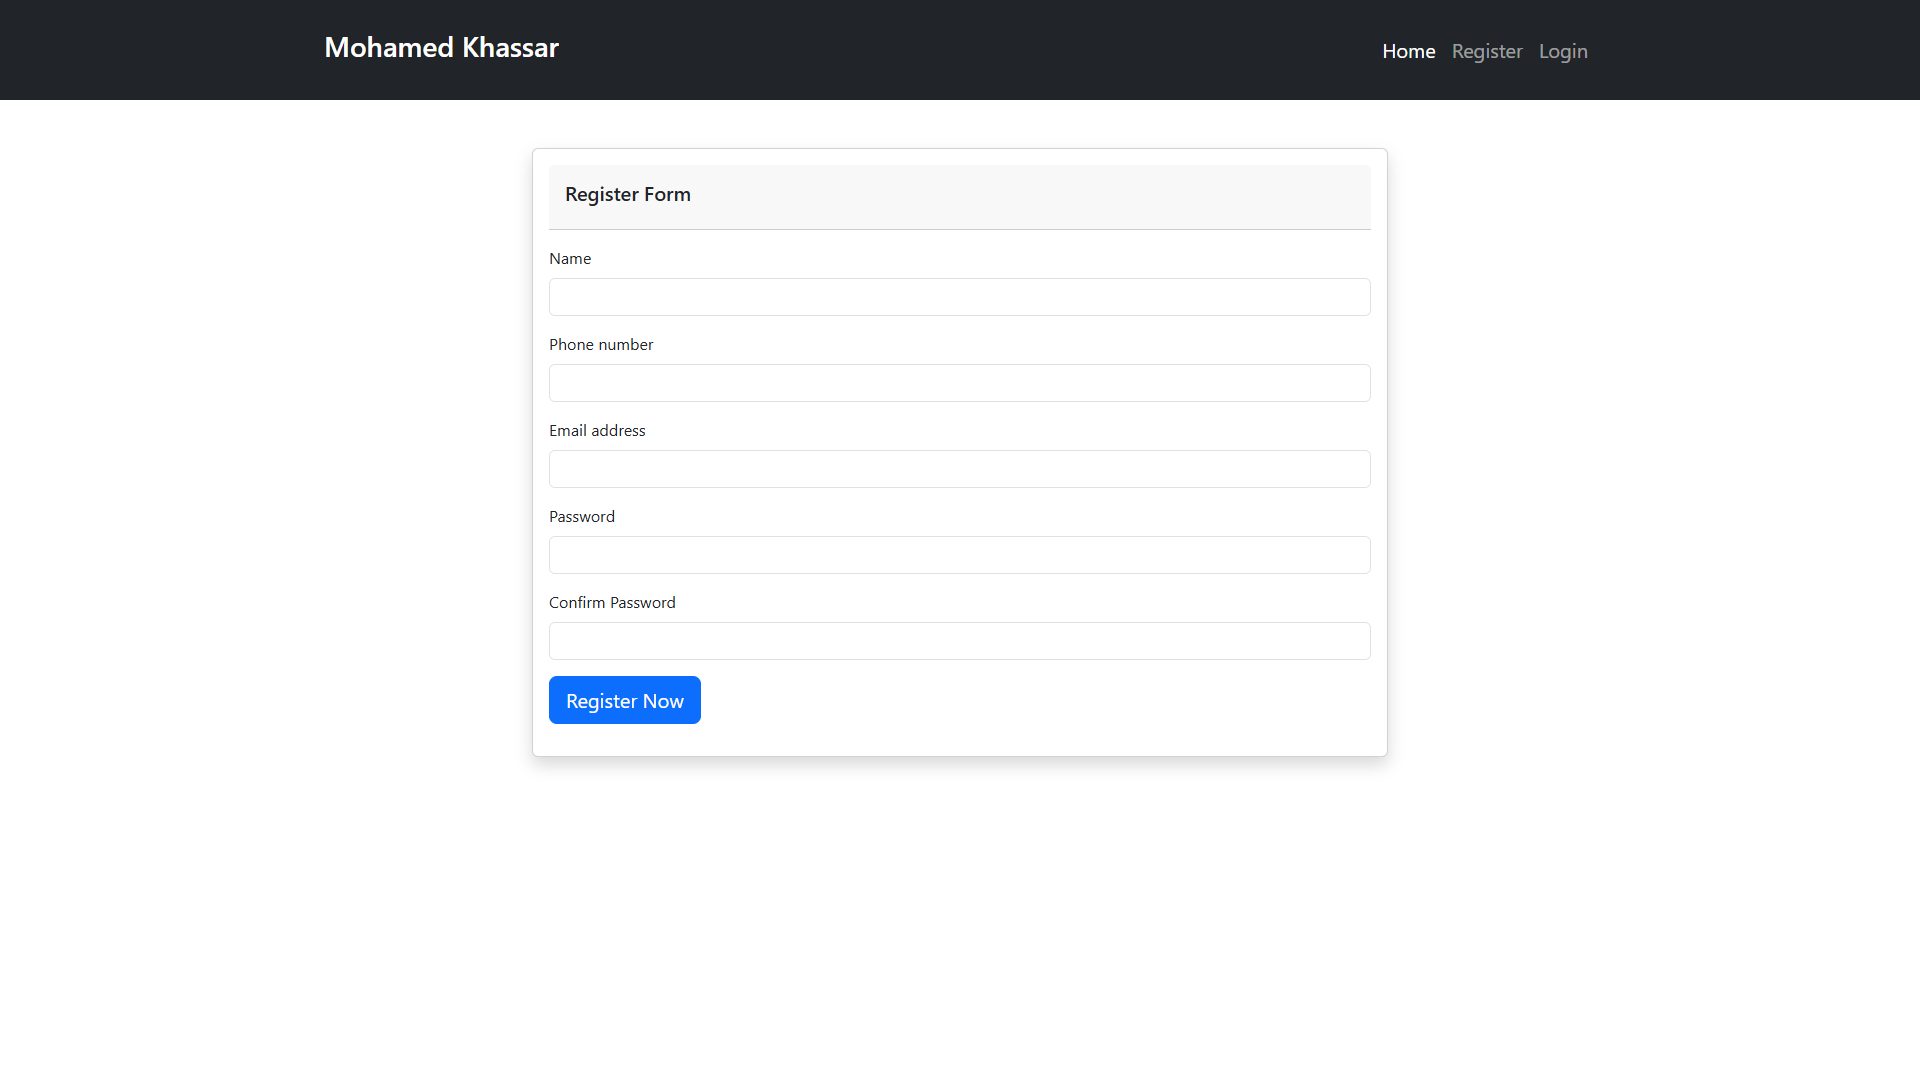 Mohamed Khassar
Home Register Login
Register Form
Name
Phone number
Email address
Password
Confirm Password
Register Now